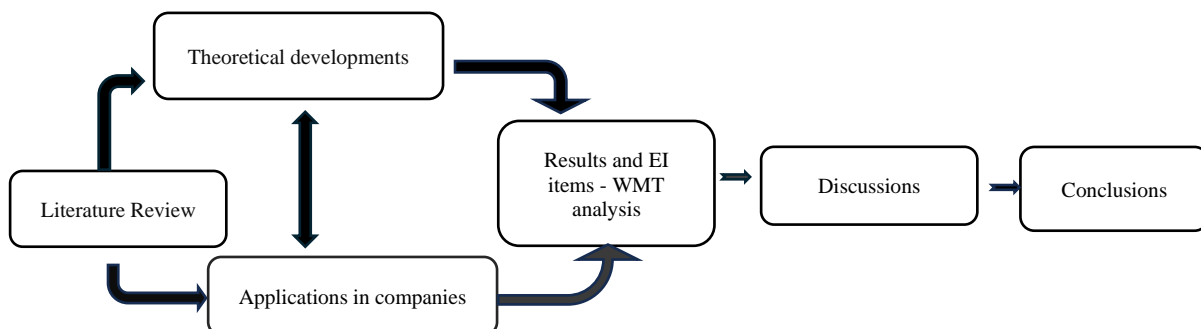 Theoretical developments
Literature Review
Applications in companies
Results and EI
items - WMT
analysis
Discussions
Conclusions